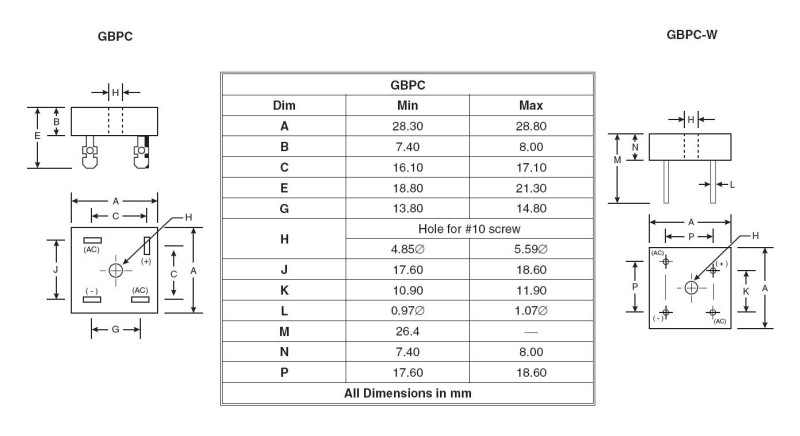 GBPC
GBPC-W
GBPC
Dim Min Max
A 28.30 28.80
B 7.40 8.00
C 16.10 17.10
E 18.80 21.30
G 13.80 14.80
H Hole for #10 screw
4.85∅ 5.59∅
J 17.60 18.60
K 10.90 11.90
L 0.97∅ 1.07∅
M 26.4 —
N 7.40 8.00
P 17.60 18.60
All Dimensions in mm
H
B
E
A
C
H
(AC)
(+)
J
C
A
(-)
(AC)
G
H
N
M
L
A
P
H
(AC)
(+)
P
K
A
(-)
(AC)